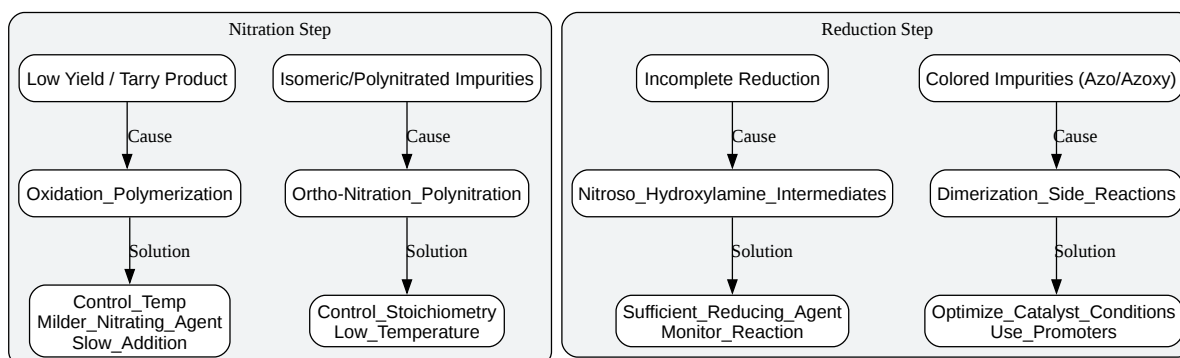 Nitration Step
Reduction Step
Low Yield / Tarry Product
Isomeric/Polynitrated Impurities
Incomplete Reduction
Colored Impurities (Azo/Azoxy)
Cause
Cause
Cause
Cause
Oxidation_Polymerization
Ortho-Nitration_Polynitration
Nitroso_Hydroxylamine_Intermediates
Dimerization_Side_Reactions
Solution
Solution
Solution
Solution
Control_Temp
Milder_Nitrating_Agent
Slow_Addition
Control_Stoichiometry
Low_Temperature
Sufficient_Reducing_Agent
Monitor_Reaction
Optimize_Catalyst_Conditions
Use_Promoters